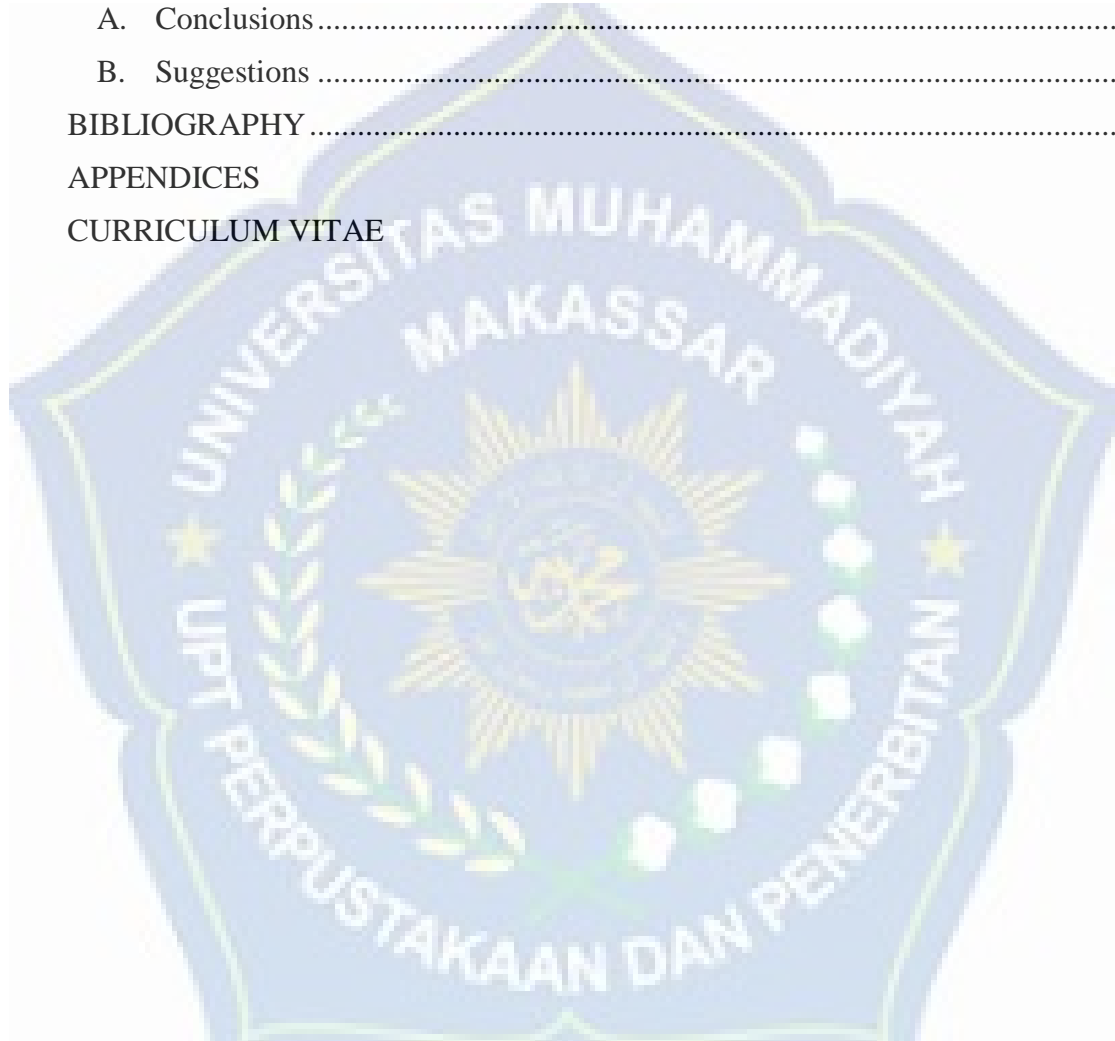 A. Conclusions................................................................................................
B. Suggestions ................................................................................................
BIBLIOGRAPHY................................................................................................
APPENDICES
CURRICULUM VITAE
UNIVERSITAS MUHAMMADIYAH
MAKASSAR
UPT PERPUSTAKAAN DAN PENERBITAN